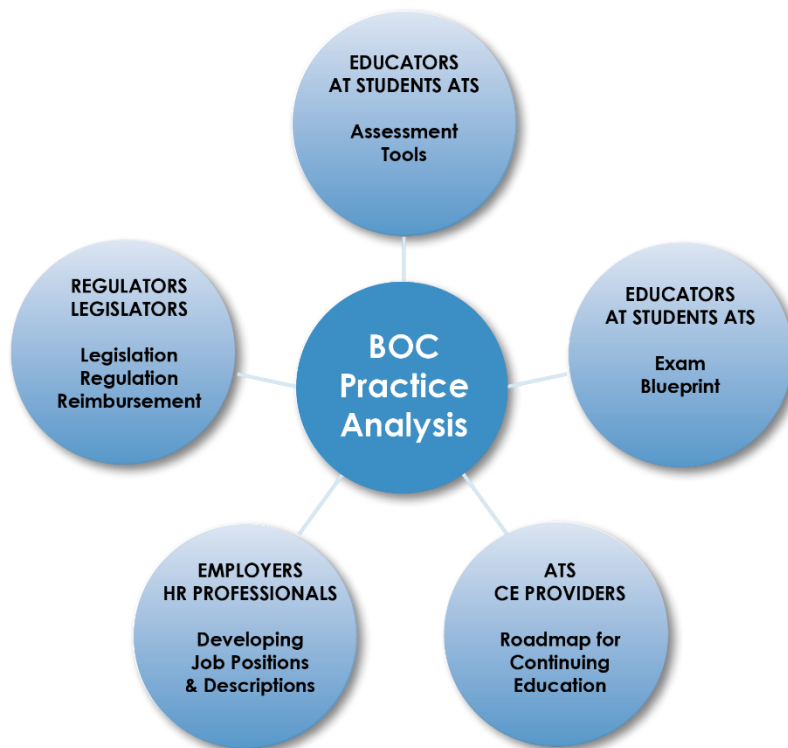 EDUCATORS
AT STUDENTS ATS
Assessment
Tools
REGULATORS
LEGISLATORS
Legislation
Regulation
Reimbursement
BOC
Practice
Analysis
EDUCATORS
AT STUDENTS ATS
Exam
Blueprint
EMPLOYERS
HR PROFESSIONALS
Developing
Job Positions
& Descriptions
ATS
CE PROVIDERS
Roadmap for
Continuing
Education